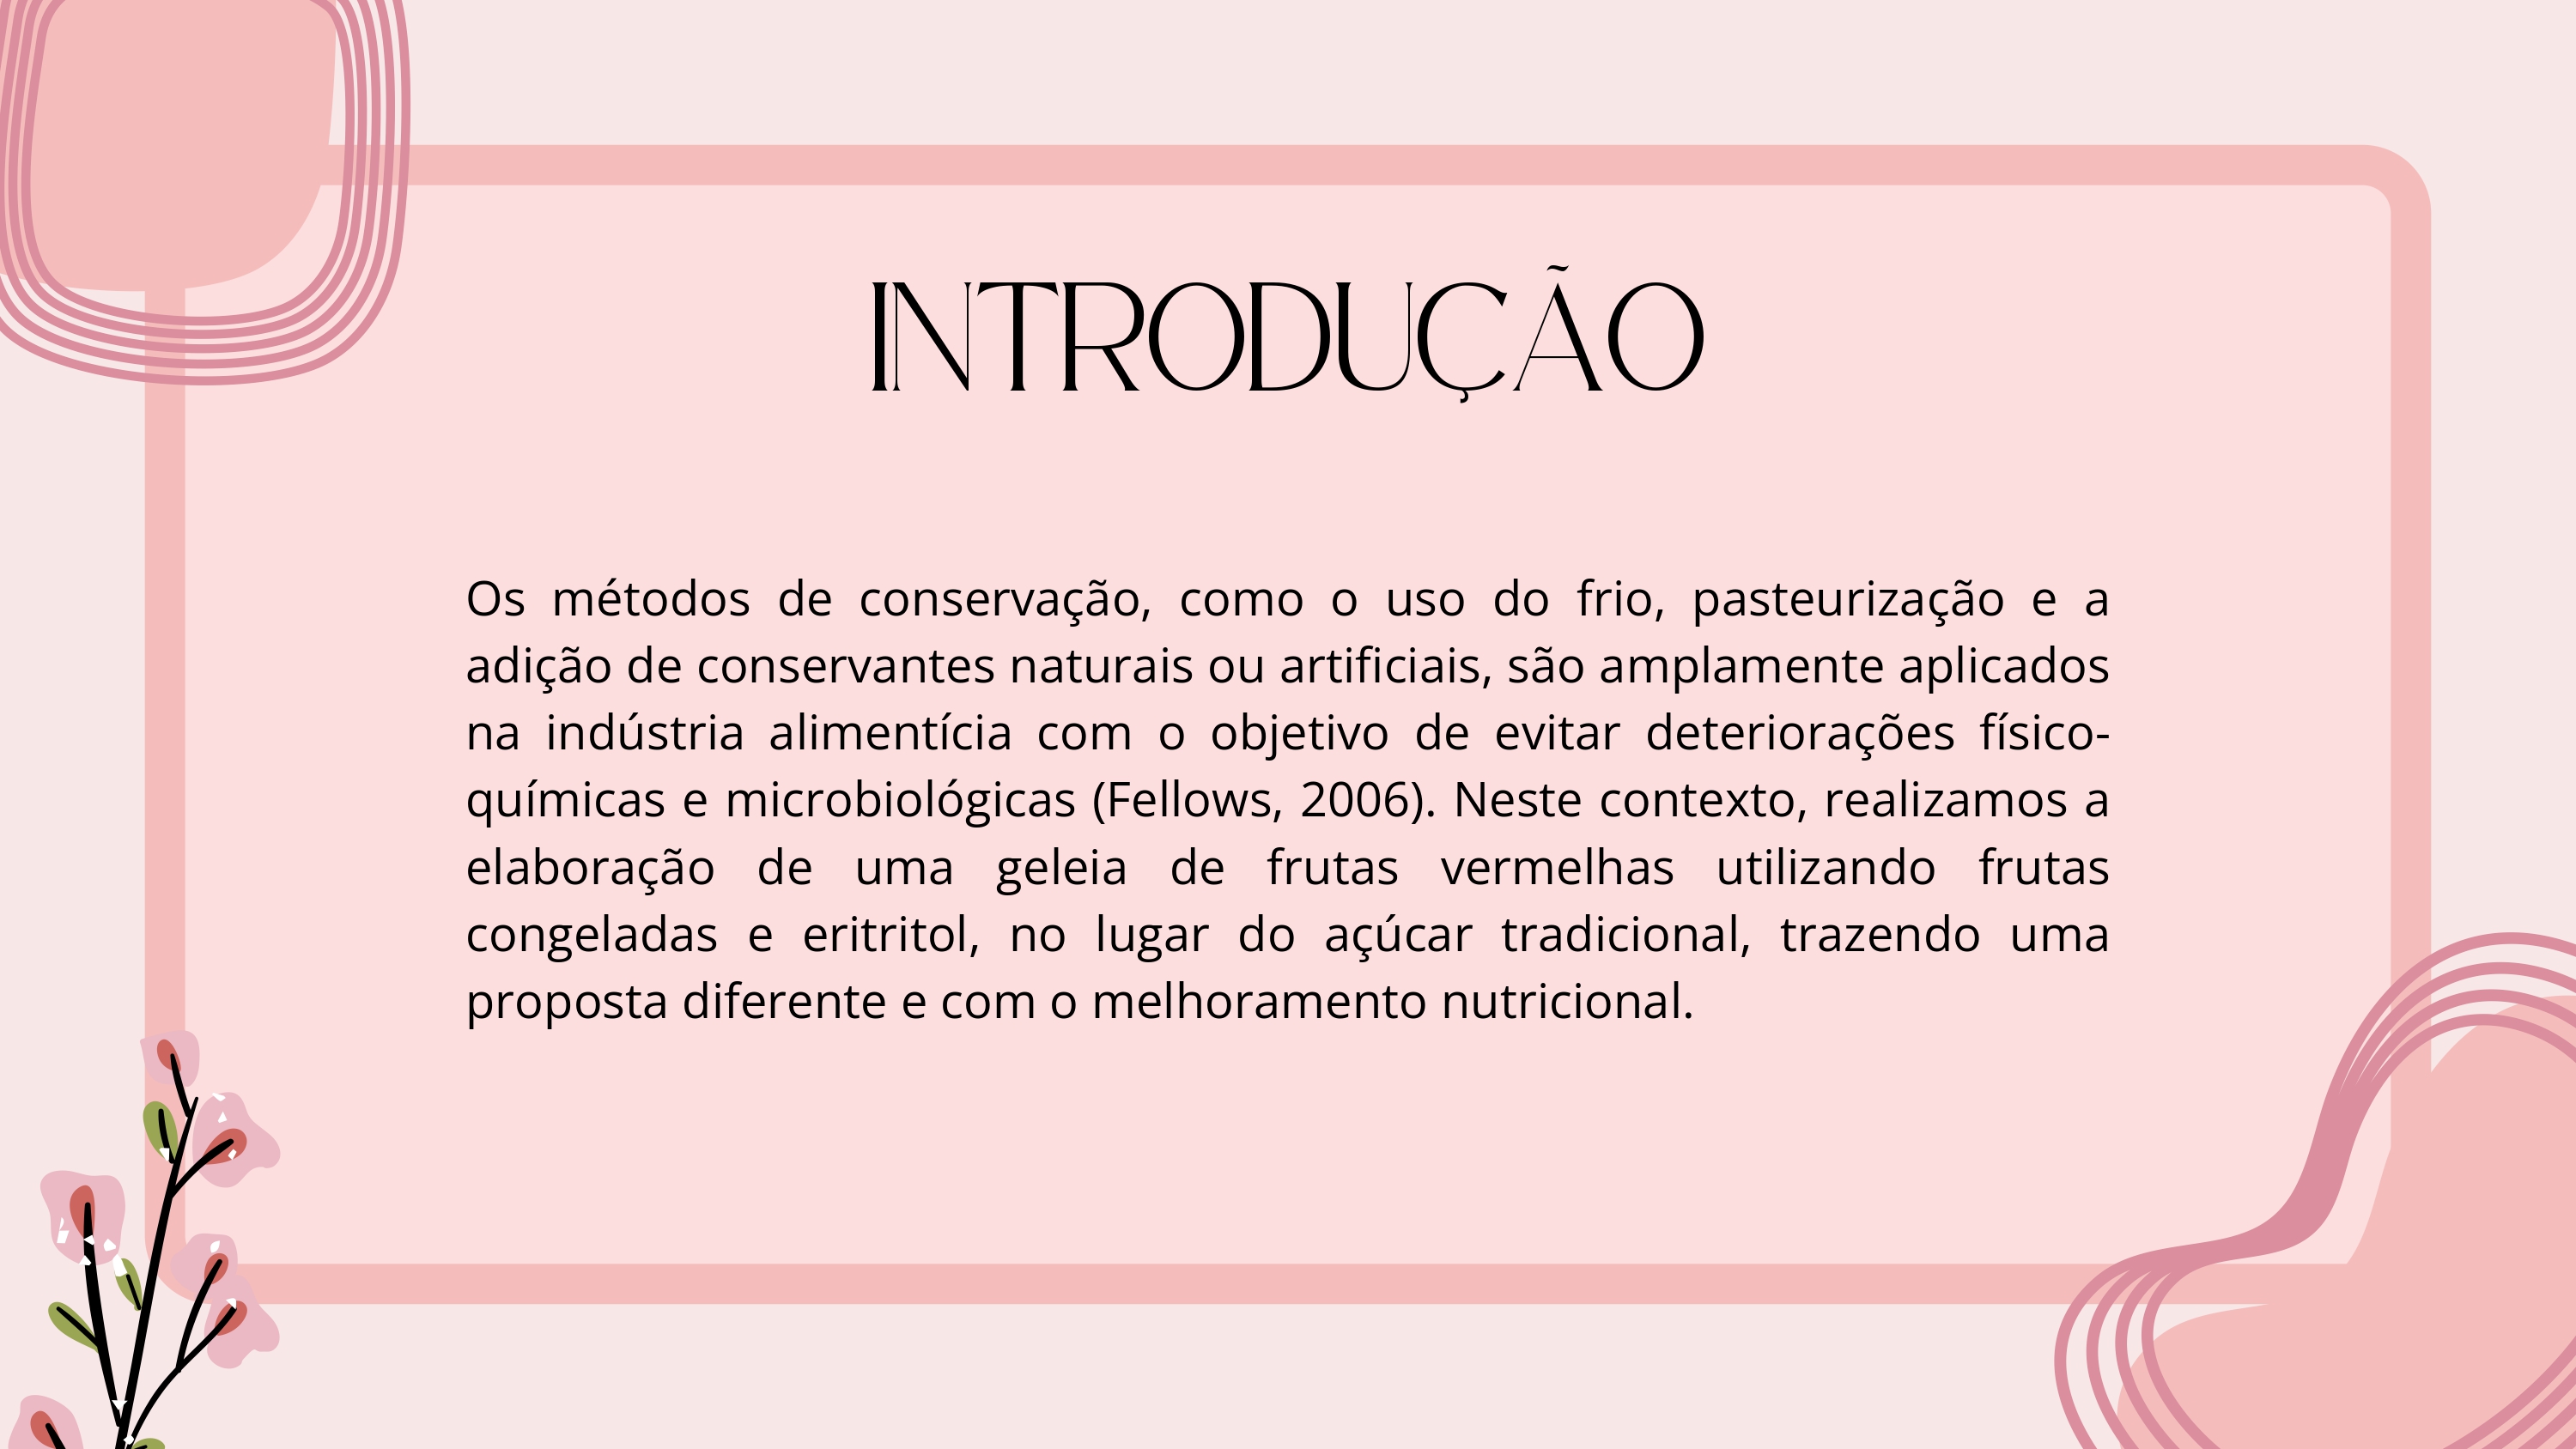 INTRODUÇÃO
Os métodos de conservação, como o uso do frio, pasteurização e a
adição de conservantes naturais ou artificiais, são amplamente aplicados
na indústria alimentícia com o objetivo de evitar deteriorações físico-
químicas e microbiológicas (Fellows, 2006). Neste contexto, realizamos a
elaboração de uma geleia de frutas vermelhas utilizando frutas
congeladas e eritritol, no lugar do açúcar tradicional, trazendo uma
proposta diferente e com o melhoramento nutricional.